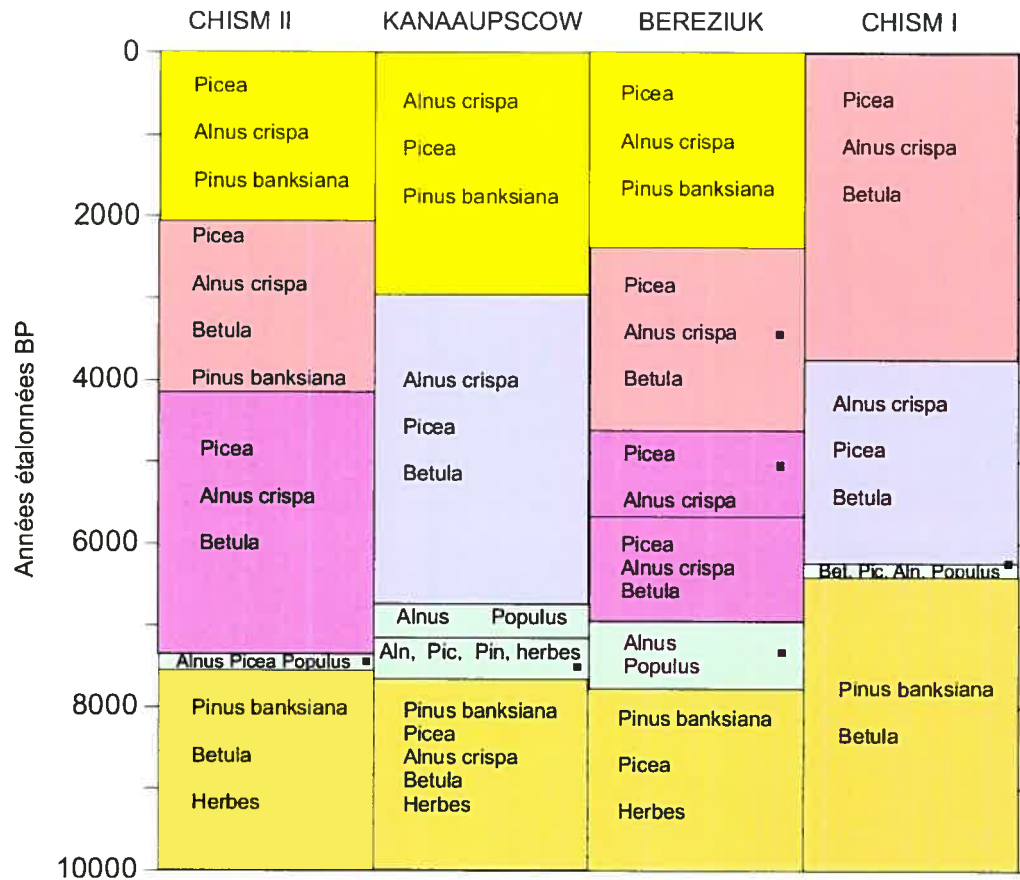 CHISM II
KANAAUPSCOW
BEREZIUK
CHISM I
Années étalonnées BP
0
2000
4000
6000
8000
10000
Picea
Alnus crispa
Pinus banksiana
Picea
Alnus crispa
Betula
Pinus banksiana
Picea
Alnus crispa
Betula
Alnus Picea Populus
Pinus banksiana
Betula
Herbes
Alnus crispa
Picea
Pinus banksiana
Alnus crispa
Picea
Betula
Alnus Populus
Aln, Pic, Pin, herbes
Pinus banksiana
Picea
Alnus crispa
Betula
Herbes
Picea
Alnus crispa
Pinus banksiana
Picea
Alnus crispa
Betula
Picea
Alnus crispa
Picea
Alnus crispa
Betula
Alnus
Populus
Pinus banksiana
Picea
Herbes
Picea
Alnus crispa
Betula
Alnus crispa
Picea
Betula
Bet, Pic, Aln, Populus
Pinus banksiana
Betula